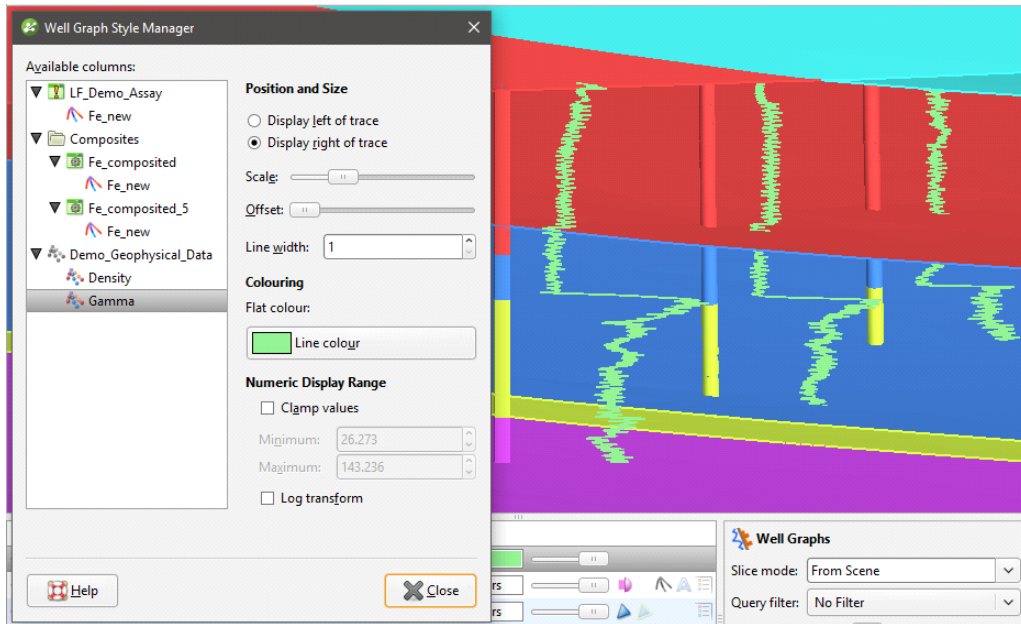 Well Graph Style Manager
Available columns:
LF_Demo_Assay
Fe_new
Composites
Fe_composited
Fe_new
Fe_composited_5
Fe_new
Demo_Geophysical_Data
Density
Gamma
Position and Size
Display left of trace
Display right of trace
Scale:
Offset:
Line width: 1
Colouring
Flat colour:
Line colour
Numeric Display Range
Clamp values
Minimum: 26.273
Maximum: 143.236
Log transform
Help
Close
rs
rs
Well Graphs
Slice mode: From Scene
Query filter: No Filter